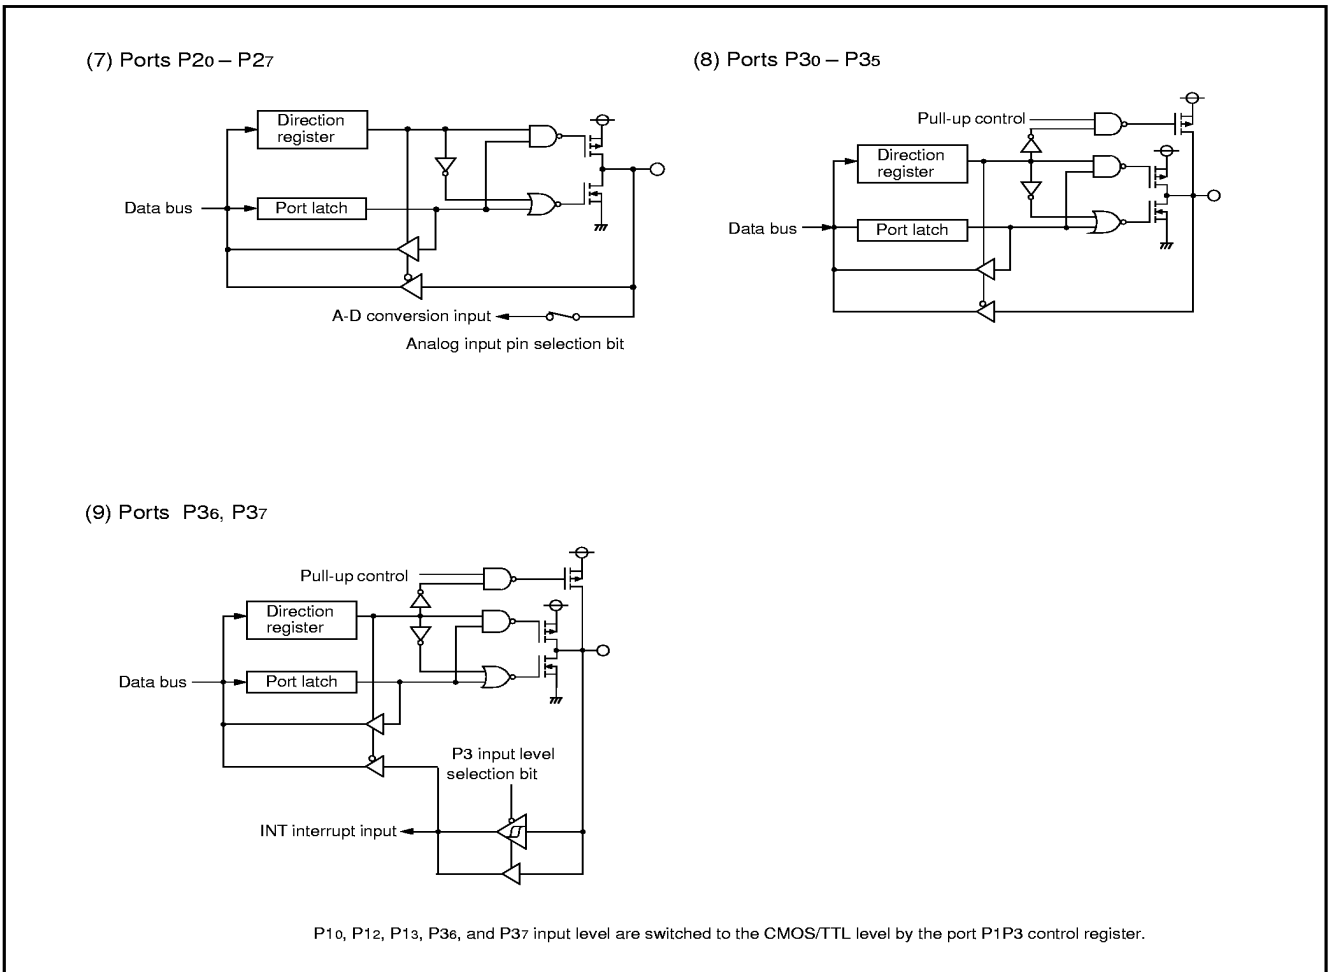 (7) Ports P20 – P27
Direction
register
Port latch
Data bus
A-D conversion input
Analog input pin selection bit
(8) Ports P30 – P35
Pull-up control
Direction
register
Data bus
Port latch
(9) Ports P36, P37
Pull-up control
Direction
register
Data bus
Port latch
P3 input level
selection bit
INT interrupt input
P10, P12, P13, P36, and P37 input level are switched to the CMOS/TTL level by the port P1P3 control register.